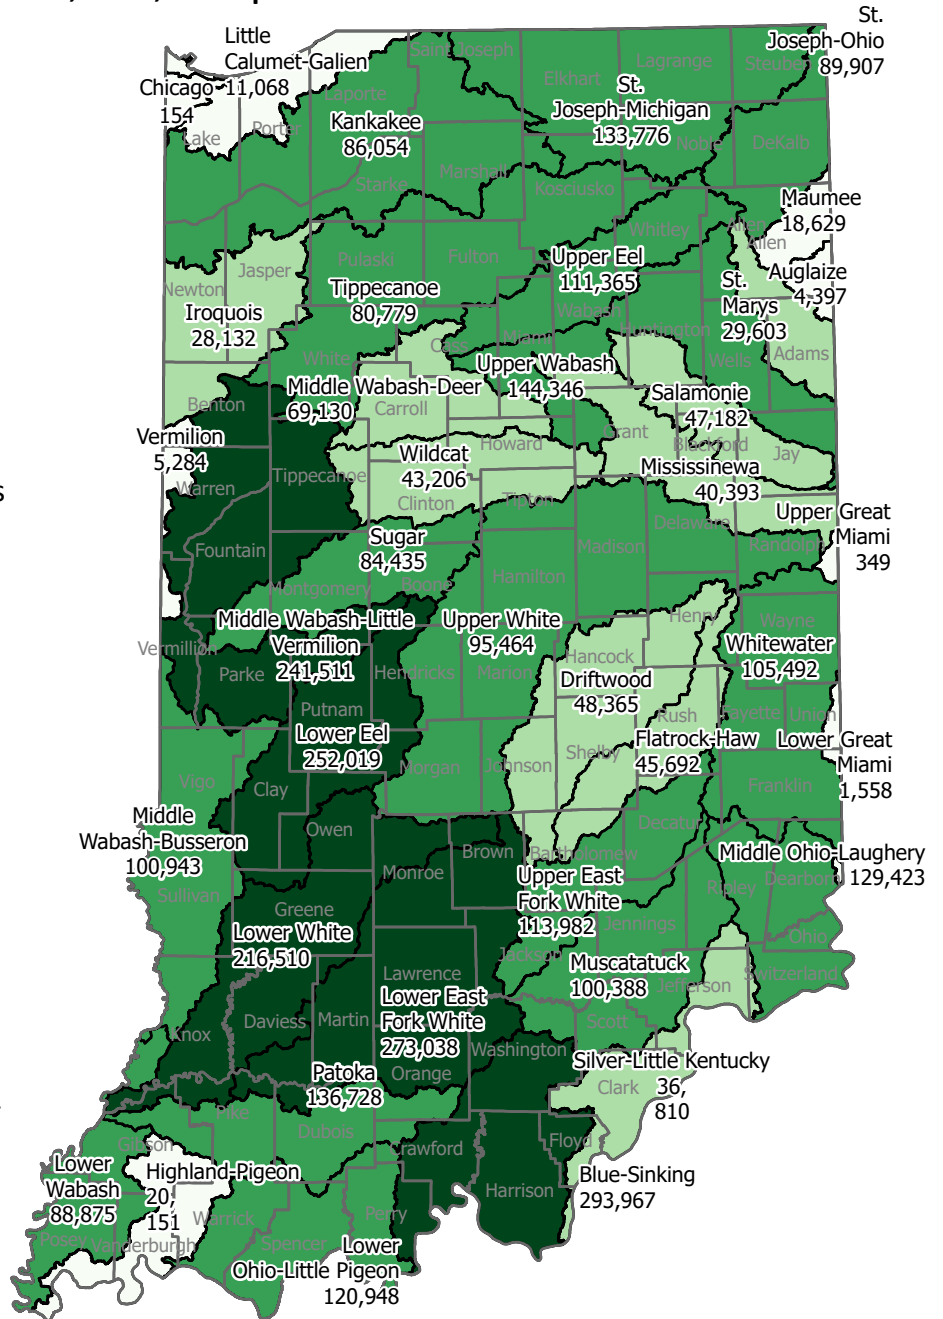 St.
Joseph-Ohio
89,907
Little
Calumet-Galien
11,068
Chicago
154
Saint Joseph
Elkhart
Lagrange
Steuben
Laporte
Lake
Porter
Kankakee
86,054
St.
Joseph-Michigan
133,776
Noble
DeKalb
Starke
Marshall
Kosciusko
Maumee
18,629
Whitley
Allen
Allen
Jasper
Newton
Pulaski
Fulton
Upper Eel
111,365
Auglaize
4,397
St.
Marys
29,603
Iroquois
28,132
Tippecanoe
80,779
Wabash
Huntington
Miami
Wells
Adams
White
Cass
Upper Wabash
144,346
Middle Wabash-Deer
69,130
Benton
Carroll
Salamonie
47,182
Grant
Blackford
Jay
Vermilion
5,284
Howard
Wildcat
43,206
Mississinewa
40,393
Tippecanoe
Warren
Clinton
Tipton
Upper Great
Miami
349
Delaware
Randolph
Sugar
84,435
Fountain
Madison
Montgomery
Boone
Hamilton
Middle Wabash-Little
Vermilion
241,511
Upper White
95,464
Henry
Wayne
Whitewater
105,492
Vermillion
Parke
Hendricks
Marion
Hancock
Driftwood
48,365
Putnam
Rush
Fayette
Union
Lower Eel
252,019
Flatrock-Haw
45,692
Lower Great
Miami
1,558
Shelby
Morgan
Johnson
Vigo
Clay
Franklin
Middle
Wabash-Busseron
100,943
Owen
Decatur
Brown
Bartholomew
Middle Ohio-Laughery
129,423
Monroe
Upper East
Fork White
113,982
Ripley
Dearborn
Sullivan
Greene
Lower White
216,510
Jennings
Ohio
Jackson
Muscatatuck
100,388
Lawrence
Jefferson
Switzerland
Lower East
Fork White
273,038
Knox
Daviess
Martin
Scott
Washington
Silver-Little Kentucky
36,
810
Patoka
136,728
Orange
Clark
Pike
Dubois
Gibson
Crawford
Floyd
Lower
Wabash
88,875
Highland-Pigeon
20,
151
Blue-Sinking
293,967
Harrison
Warrick
Perry
Posey
Vanderburgh
Spencer
Lower
Ohio-Little Pigeon
120,948